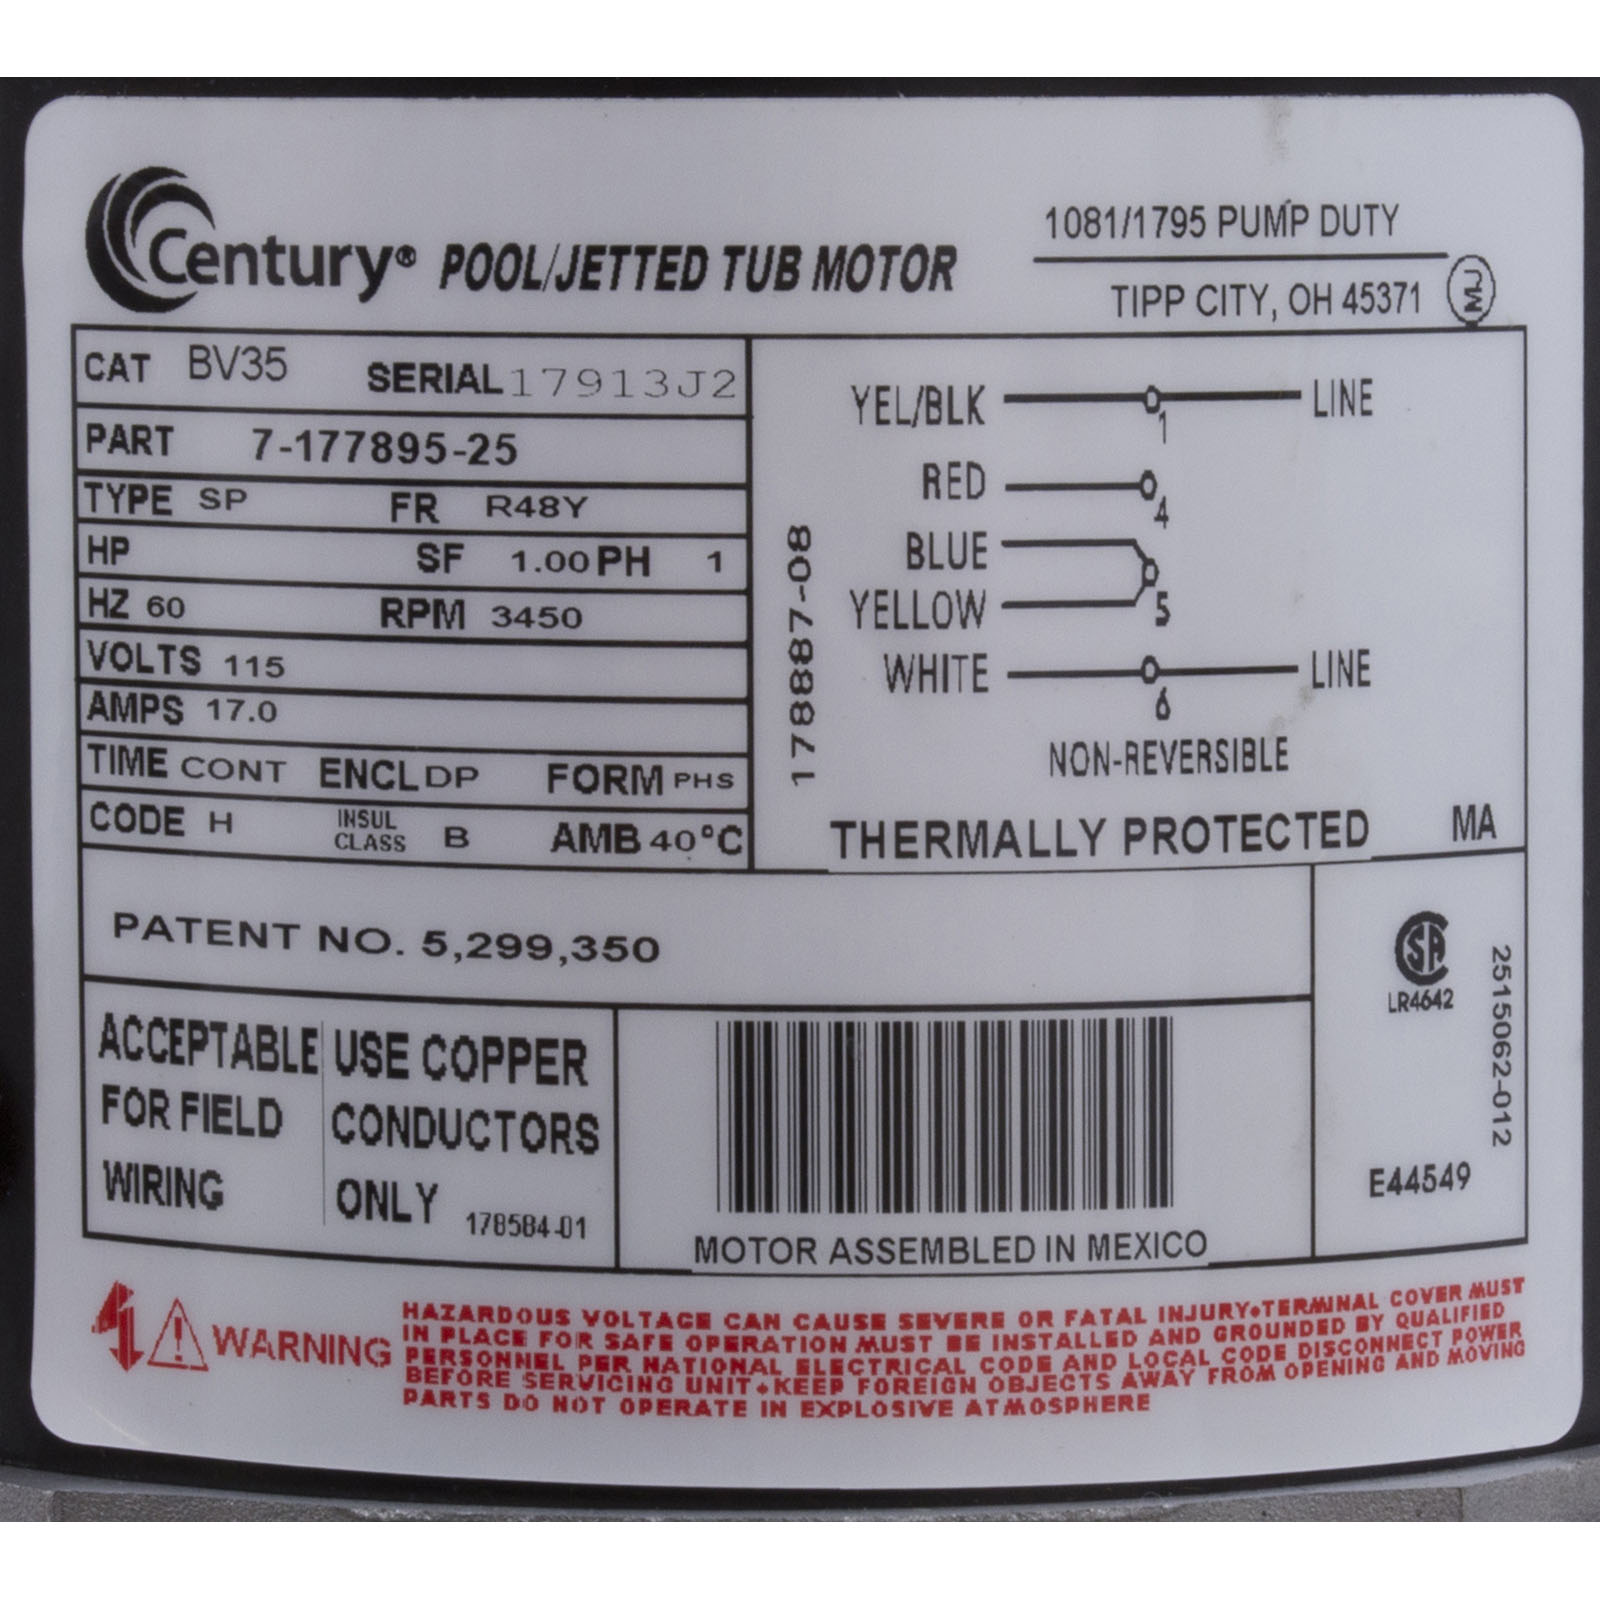 Century® POOL/JETTED TUB MOTOR
1081/1795 PUMP DUTY
TIPP CITY, OH 45371
MJ
CAT BV35 SERIAL 17913J2
PART 7-177895-25
TYPE SP FR R48Y
HP SF 1.00 PH 1
HZ 60 RPM 3450
VOLTS 115
AMPS 17.0
TIME CONT ENCL DP FORM PHS
CODE H INSUL CLASS B AMB 40°C
178887-08
YEL/BLK 1 LINE
RED 4
BLUE
YELLOW 5
WHITE 6 LINE
NON-REVERSIBLE
THERMALLY PROTECTED MA
PATENT NO. 5,299,350
ACCEPTABLE
FOR FIELD
WIRING
USE COPPER
CONDUCTORS
ONLY 178584-01
MOTOR ASSEMBLED IN MEXICO
SA
LR4642
2515062-012
E44549
WARNING
HAZARDOUS VOLTAGE CAN CAUSE SEVERE OR FATAL INJURY•TERMINAL COVER MUST
IN PLACE FOR SAFE OPERATION MUST BE INSTALLED AND GROUNDED BY QUALIFIED
PERSONNEL PER NATIONAL ELECTRICAL CODE AND LOCAL CODE DISCONNECT POWER
BEFORE SERVICING UNIT•KEEP FOREIGN OBJECTS AWAY FROM OPENING AND MOVING
PARTS DO NOT OPERATE IN EXPLOSIVE ATMOSPHERE